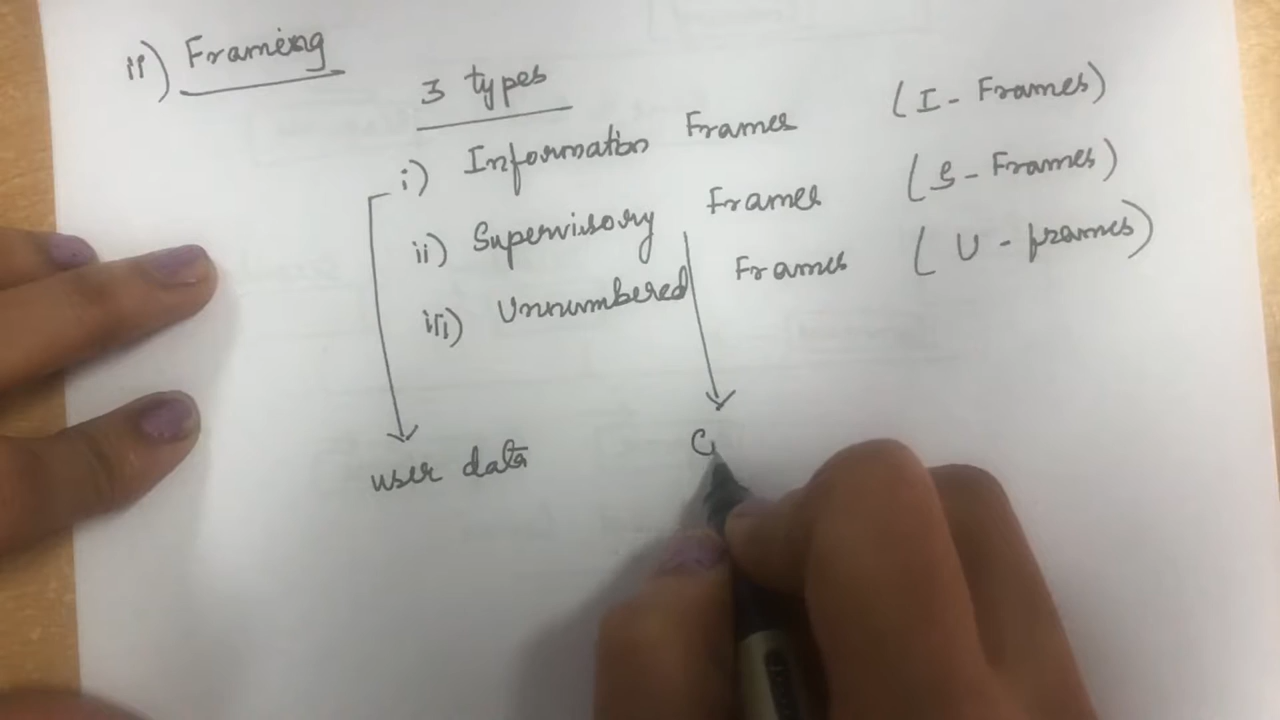 ii) Framing
3 types
i) Information Frames (I - Frames)
ii) Supervisory Frames (S - Frames)
iii) Unnumbered Frames (U - frames)
user data
C